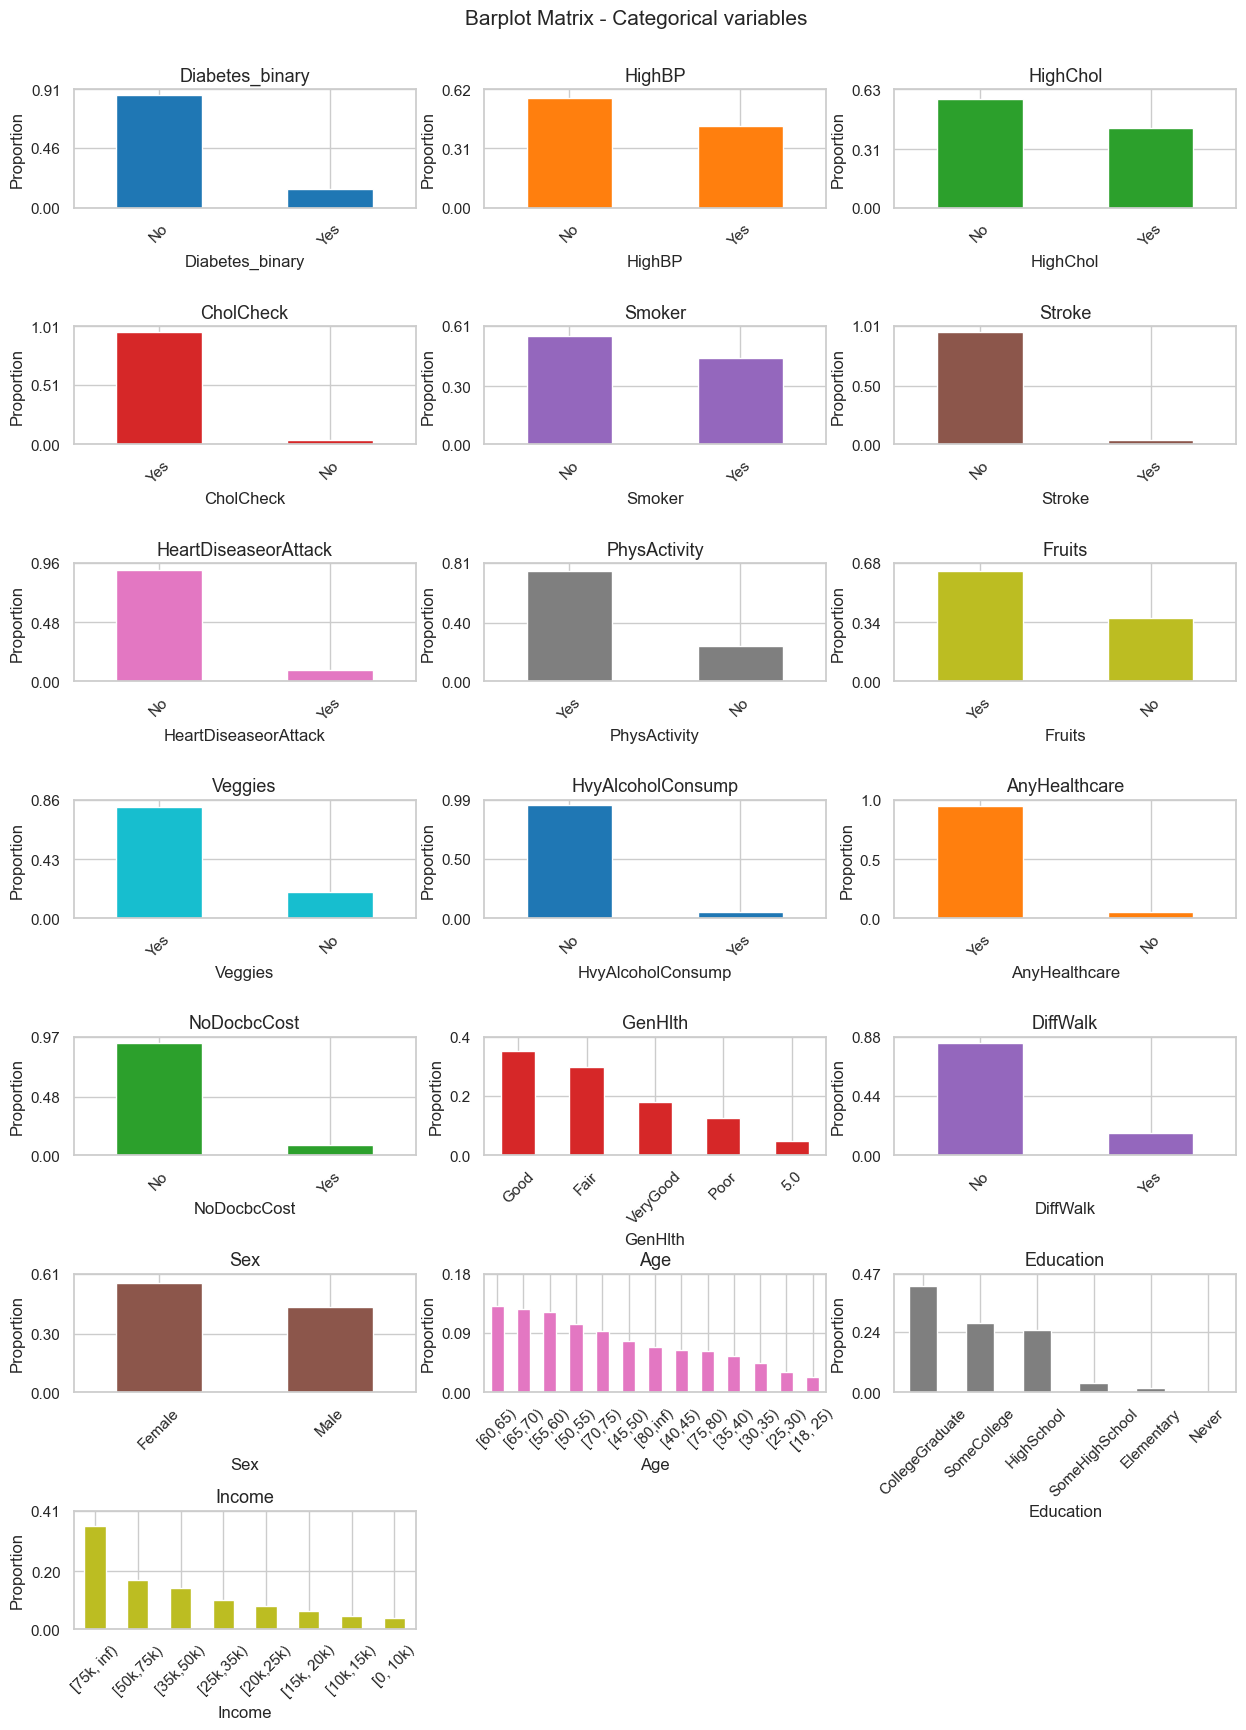 Barplot Matrix - Categorical variables
Diabetes_binary
0.91
0.46
0.00
Proportion
No
Yes
Diabetes_binary
HighBP
0.62
0.31
0.00
Proportion
No
Yes
HighBP
HighChol
0.63
0.31
0.00
Proportion
No
Yes
HighChol
CholCheck
1.01
0.51
0.00
Proportion
Yes
No
CholCheck
Smoker
0.61
0.30
0.00
Proportion
No
Yes
Smoker
Stroke
1.01
0.50
0.00
Proportion
No
Yes
Stroke
HeartDiseaseorAttack
0.96
0.48
0.00
Proportion
No
Yes
HeartDiseaseorAttack
PhysActivity
0.81
0.40
0.00
Proportion
Yes
No
PhysActivity
Fruits
0.68
0.34
0.00
Proportion
Yes
No
Fruits
Veggies
0.86
0.43
0.00
Proportion
Yes
No
Veggies
HvyAlcoholConsump
0.99
0.50
0.00
Proportion
No
Yes
HvyAlcoholConsump
AnyHealthcare
1.0
0.5
0.0
Proportion
Yes
No
AnyHealthcare
NoDocbcCost
0.97
0.48
0.00
Proportion
No
Yes
NoDocbcCost
GenHlth
0.4
0.2
0.0
Proportion
Good
Fair
VeryGood
Poor
5.0
GenHlth
DiffWalk
0.88
0.44
0.00
Proportion
No
Yes
DiffWalk
Sex
0.61
0.30
0.00
Proportion
Female
Male
Sex
Age
0.18
0.09
0.00
Proportion
[60,65)
[65,70)
[55,60)
[50,55)
[70,75)
[45,50)
[80,inf)
[40,45)
[75,80)
[35,40)
[30,35)
[25,30)
[18, 25)
Age
Education
0.47
0.24
0.00
Proportion
CollegeGraduate
SomeCollege
HighSchool
SomeHighSchool
Elementary
Never
Education
Income
0.41
0.20
0.00
Proportion
[75k, inf)
[50k,75k)
[35k,50k)
[25k,35k)
[20k,25k)
[15k, 20k)
[10k,15k)
[0, 10k)
Income